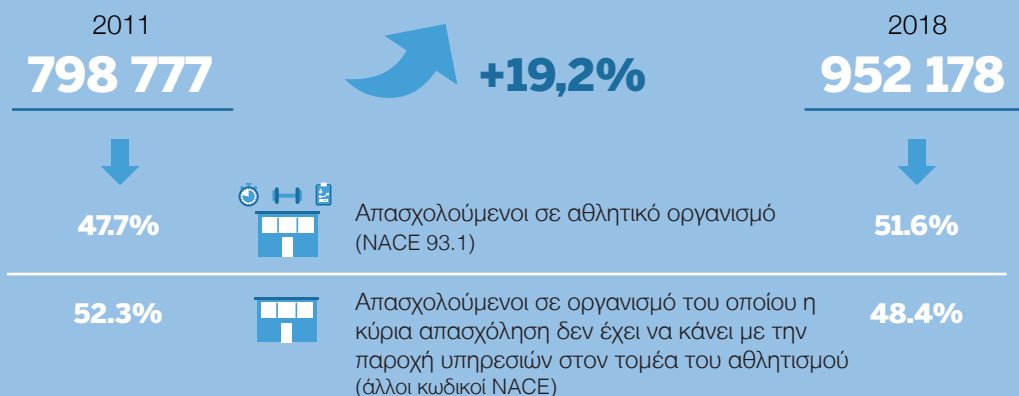 2011
798 777
+19,2%
2018
952 178
47.7%
Απασχολούμενοι σε αθλητικό οργανισμό
(NACE 93.1)
51.6%
52.3%
Απασχολούμενοι σε οργανισμό του οποίου η
κύρια απασχόληση δεν έχει να κάνει με την
παροχή υπηρεσιών στον τομέα του αθλητισμού
(άλλοι κωδικοί NACE)
48.4%